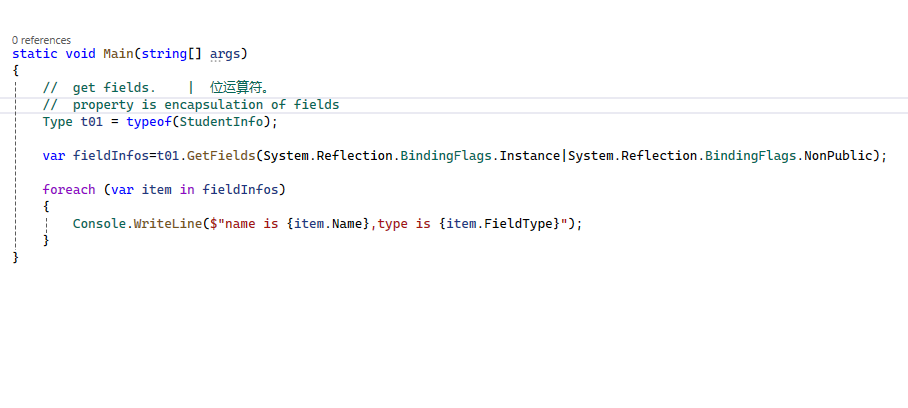 0 references
static void Main(string[] args)
{
// get fields. | 位运算符。
// property is encapsulation of fields
Type t01 = typeof(StudentInfo);
var fieldInfos=t01.GetFields(System.Reflection.BindingFlags.Instance|System.Reflection.BindingFlags.NonPublic);
foreach (var item in fieldInfos)
{
Console.WriteLine($"name is {item.Name},type is {item.FieldType}");
}
}